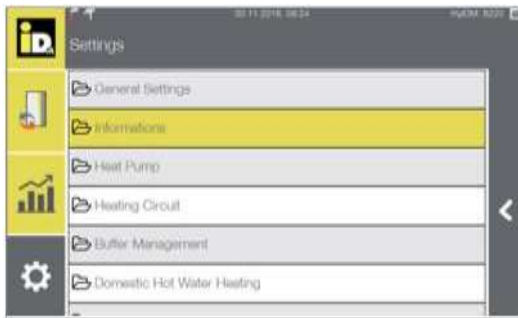 iD
Settings
General Settings
Informations
Heat Pump
Heating Circuit
Buffer Management
Domestic Hot Water Heating